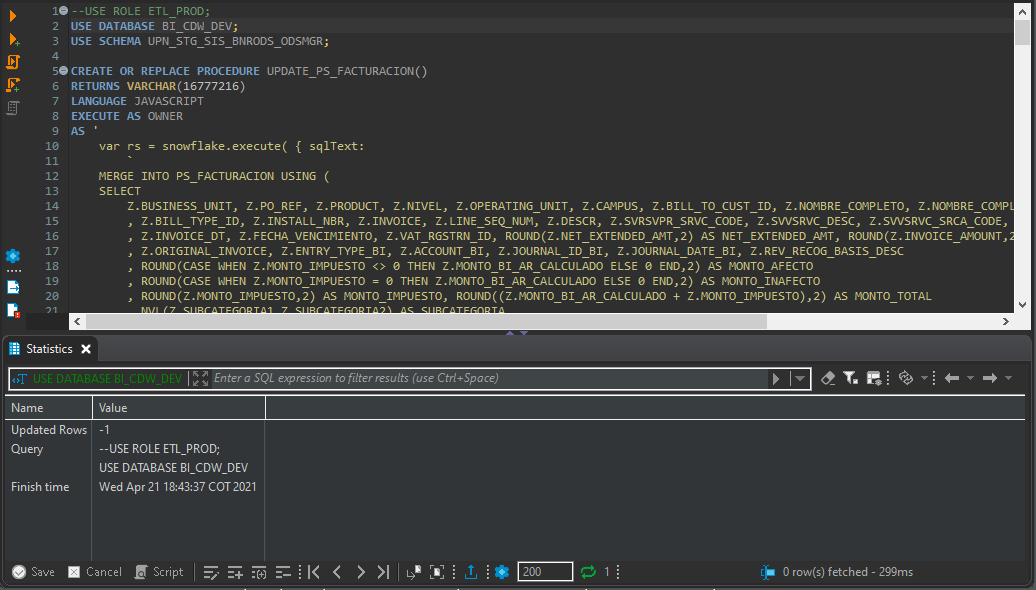 1 --USE ROLE ETL_PROD;
2 USE DATABASE BI_CDW_DEV;
3 USE SCHEMA UPN_STG_SIS_BNRODS_ODSMGR;
4
5 CREATE OR REPLACE PROCEDURE UPDATE_PS_FACTURACION()
6 RETURNS VARCHAR(16777216)
7 LANGUAGE JAVASCRIPT
8 EXECUTE AS OWNER
9 AS '
10 var rs = snowflake.execute( { sqlText:
11 `
12 MERGE INTO PS_FACTURACION USING (
13 SELECT
14 Z.BUSINESS_UNIT, Z.PO_REF, Z.PRODUCT, Z.NIVEL, Z.OPERATING_UNIT, Z.CAMPUS, Z.BILL_TO_CUST_ID, Z.NOMBRE_COMPLETO, Z.NOMBRE_COMPL
15 , Z.BILL_TYPE_ID, Z.INSTALL_NBR, Z.INVOICE, Z.LINE_SEQ_NUM, Z.DESCR, Z.SVRSVPR_SRVC_CODE, Z.SVVSRVC_DESC, Z.SVVSRVC_SRCA_CODE,
16 , Z.INVOICE_DT, Z.FECHA_VENCIMIENTO, Z.VAT_RGSTRN_ID, ROUND(Z.NET_EXTENDED_AMT,2) AS NET_EXTENDED_AMT, ROUND(Z.INVOICE_AMOUNT,2
17 , Z.ORIGINAL_INVOICE, Z.ENTRY_TYPE_BI, Z.ACCOUNT_BI, Z.JOURNAL_ID_BI, Z.JOURNAL_DATE_BI, Z.REV_RECOG_BASIS_DESC
18 , ROUND(CASE WHEN Z.MONTO_IMPUESTO <> 0 THEN Z.MONTO_BI_AR_CALCULADO ELSE 0 END,2) AS MONTO_AFECTO
19 , ROUND(CASE WHEN Z.MONTO_IMPUESTO = 0 THEN Z.MONTO_BI_AR_CALCULADO ELSE 0 END,2) AS MONTO_INAFECTO
20 , ROUND(Z.MONTO_IMPUESTO,2) AS MONTO_IMPUESTO, ROUND((Z.MONTO_BI_AR_CALCULADO + Z.MONTO_IMPUESTO),2) AS MONTO_TOTAL
21 NVL(Z.SUBCATEGORIA1,Z.SUBCATEGORIA2) AS SUBCATEGORIA
Statistics
USE DATABASE BI_CDW_DEV Enter a SQL expression to filter results (use Ctrl+Space)
Name Value
Updated Rows -1
Query --USE ROLE ETL_PROD;
USE DATABASE BI_CDW_DEV
Finish time Wed Apr 21 18:43:37 COT 2021
Save Cancel Script 200 1 0 row(s) fetched - 299ms